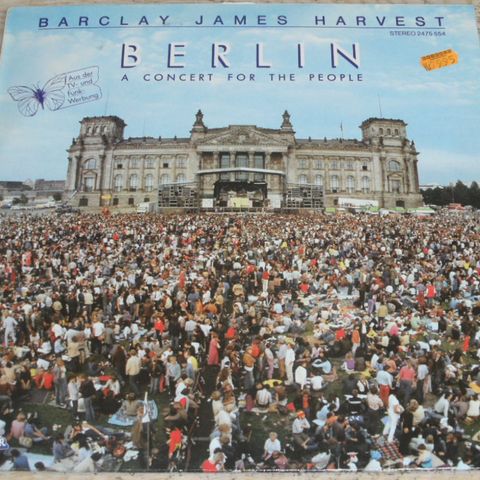 BARCLAY JAMES HARVEST
STEREO 2475 554
BERLIN
A CONCERT FOR THE PEOPLE
Aus der
TV- und
Funk-
Werbung